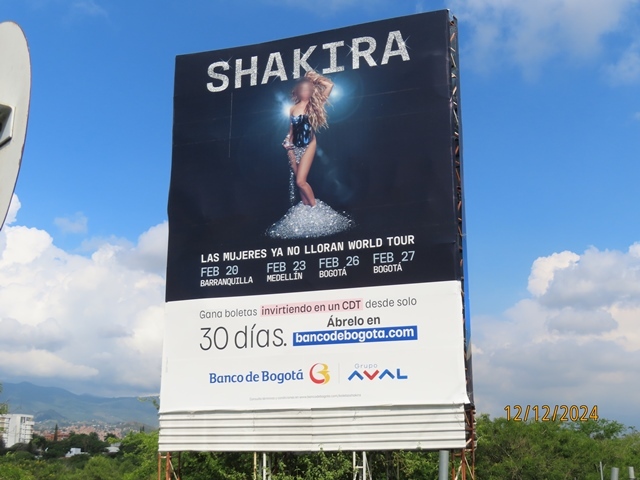 SHAKIRA
LAS MUJERES YA NO LLORAN WORLD TOUR
FEB 20 FEB 23 FEB 26 FEB 27
BARRANQUILLA MEDELLÍN BOGOTÁ BOGOTÁ
Gana boletas invirtiendo en un CDT desde solo
30 días. Ábrelo en
bancodebogota.com
Banco de Bogotá Grupo AVAL
12/12/2024